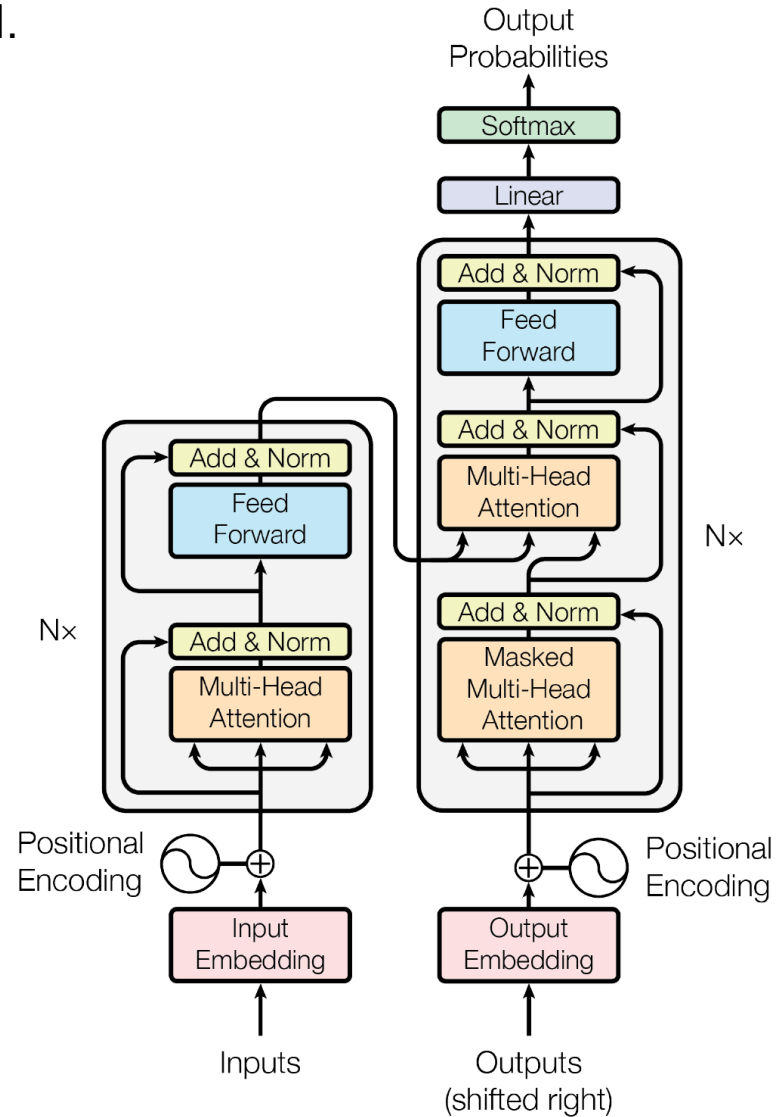 Output
Probabilities
Softmax
Linear
Add & Norm
Feed
Forward
Add & Norm
Multi-Head
Attention
Add & Norm
Masked
Multi-Head
Attention
Nx
Add & Norm
Feed
Forward
Add & Norm
Multi-Head
Attention
Nx
Positional
Encoding
Positional
Encoding
Input
Embedding
Output
Embedding
Inputs
Outputs
(shifted right)